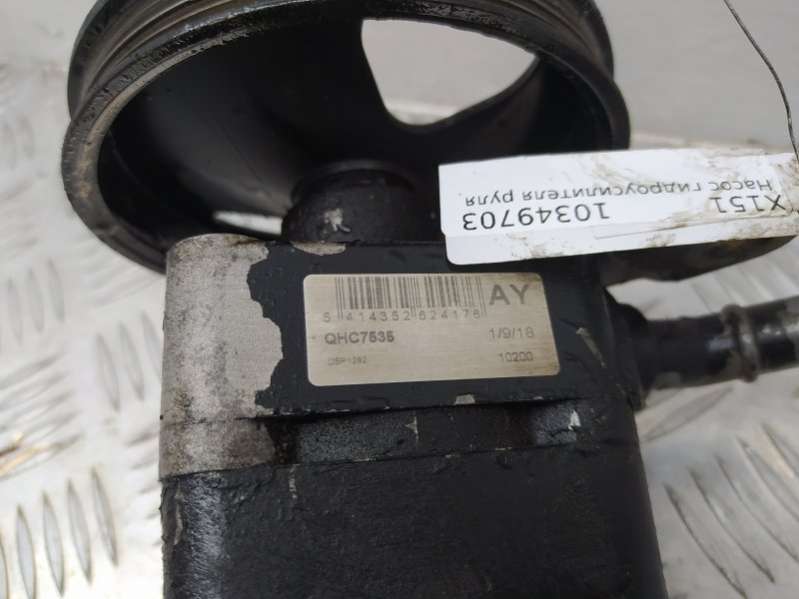 X151 10349703
Насос гидроусилителя руля
5 414352 624178 AY
QHC7535 1/9/18
10200